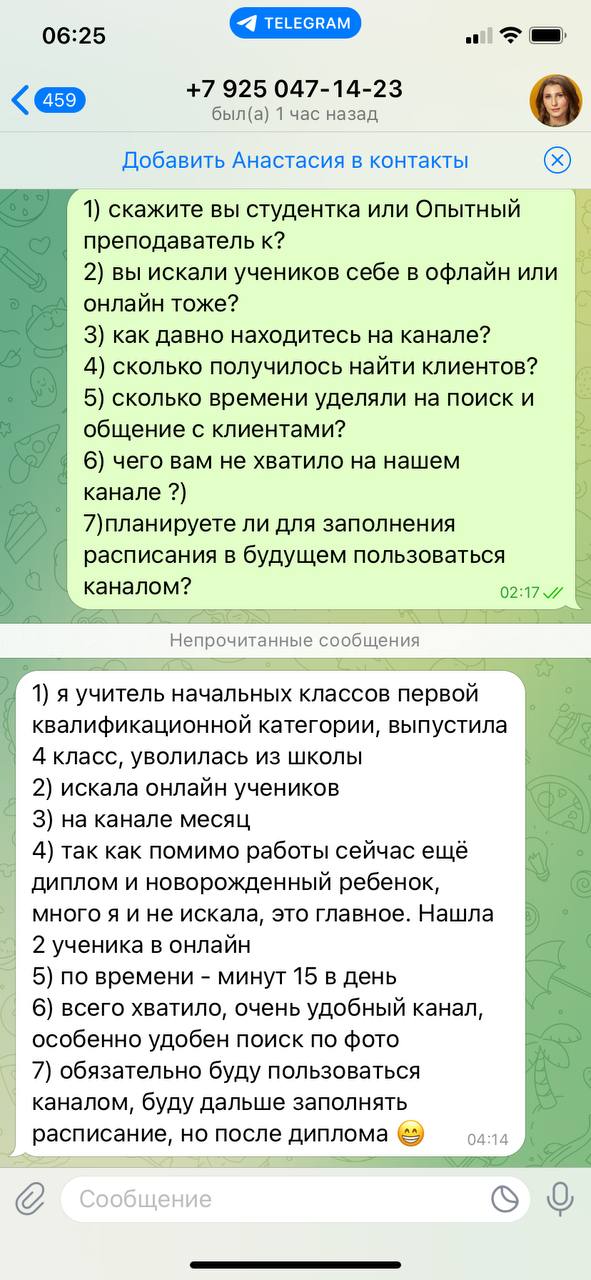 06:25
TELEGRAM
459
+7 925 047-14-23
был(а) 1 час назад
Добавить Анастасия в контакты
1) скажите вы студентка или Опытный
преподаватель к?
2) вы искали учеников себе в офлайн или
онлайн тоже?
3) как давно находитесь на канале?
4) сколько получилось найти клиентов?
5) сколько времени уделяли на поиск и
общение с клиентами?
6) чего вам не хватило на нашем
канале ?)
7)планируете ли для заполнения
расписания в будущем пользоваться
каналом?
02:17
Непрочитанные сообщения
1) я учитель начальных классов первой
квалификационной категории, выпустила
4 класс, уволилась из школы
2) искала онлайн учеников
3) на канале месяц
4) так как помимо работы сейчас ещё
диплом и новорожденный ребенок,
много я и не искала, это главное. Нашла
2 ученика в онлайн
5) по времени - минут 15 в день
6) всего хватило, очень удобный канал,
особенно удобен поиск по фото
7) обязательно буду пользоваться
каналом, буду дальше заполнять
расписание, но после диплома 😁
04:14
Сообщение